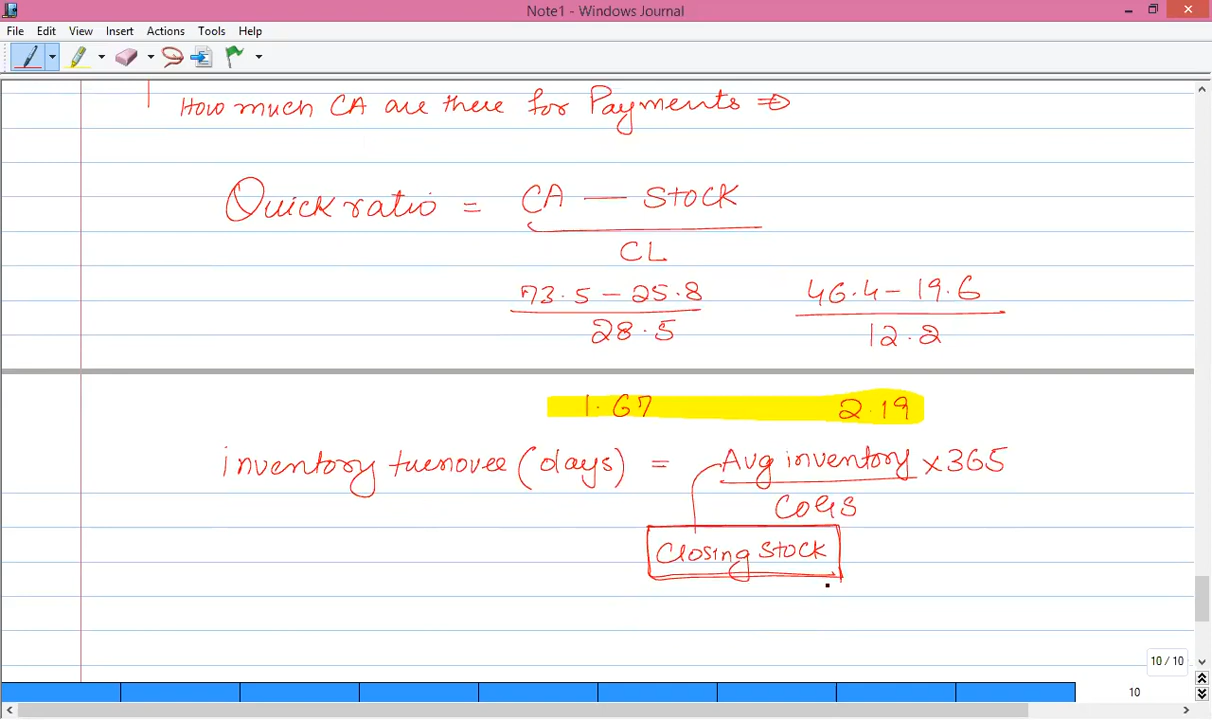 Note1 - Windows Journal
File Edit View Insert Actions Tools Help
How much CA are there for Payments ⇒
Quick ratio = CA — Stock
CL
73.5 - 25.8 46.4 - 19.6
28.5 12.2
1.67 2.19
inventory turnover (days) = Avg inventory x 365
COGS
Closing Stock
10 / 10
10